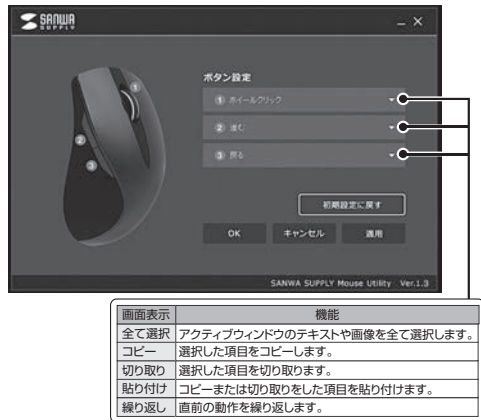 SANWA
SUPPLY
ボタン設定
① ホイールクリック
② 進む
③ 戻る
①
②
③
初期設定に戻す
OK キャンセル 適用
SANWA SUPPLY Mouse Utility Ver.1.3
画面表示 機能
全て選択 アクティブウィンドウのテキストや画像を全て選択します。
コピー 選択した項目をコピーします。
切り取り 選択した項目を切り取ります。
貼り付け コピーまたは切り取りをした項目を貼り付けます。
繰り返し 直前の動作を繰り返します。